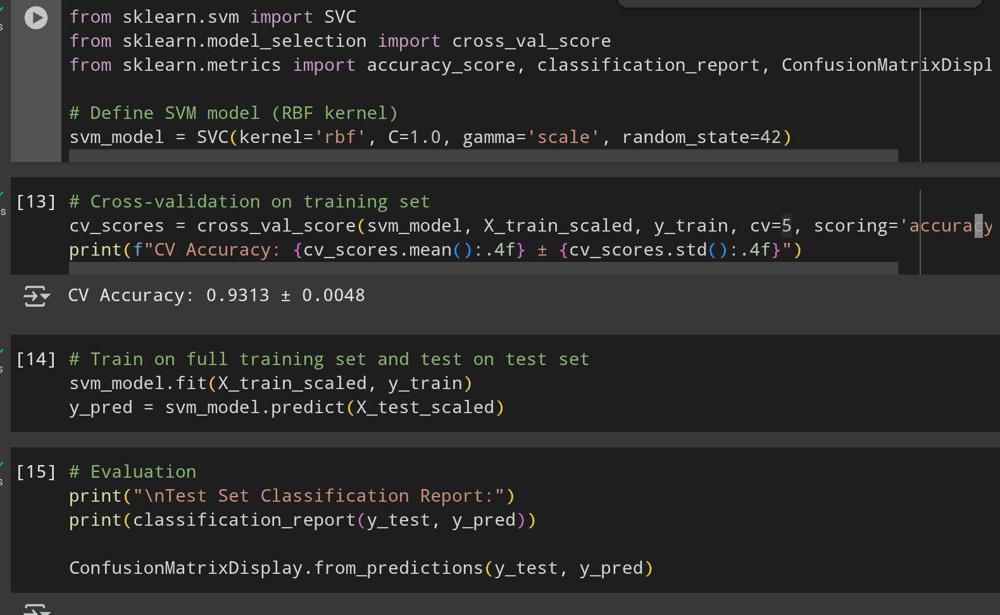 from sklearn.svm import SVC
from sklearn.model_selection import cross_val_score
from sklearn.metrics import accuracy_score, classification_report, ConfusionMatrixDispl
# Define SVM model (RBF kernel)
svm_model = SVC(kernel='rbf', C=1.0, gamma='scale', random_state=42)
[13] # Cross-validation on training set
cv_scores = cross_val_score(svm_model, X_train_scaled, y_train, cv=5, scoring='accuracy
print(f"CV Accuracy: {cv_scores.mean():.4f} ± {cv_scores.std():.4f}")
CV Accuracy: 0.9313 ± 0.0048
[14] # Train on full training set and test on test set
svm_model.fit(X_train_scaled, y_train)
y_pred = svm_model.predict(X_test_scaled)
[15] # Evaluation
print("\nTest Set Classification Report:")
print(classification_report(y_test, y_pred))
ConfusionMatrixDisplay.from_predictions(y_test, y_pred)